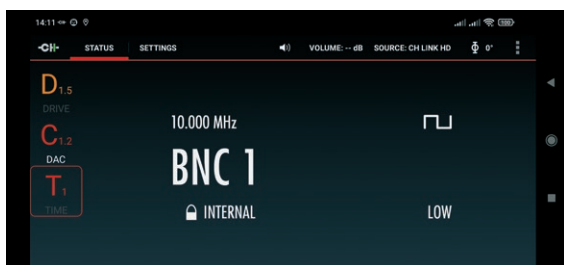 14:11
100
CH STATUS SETTINGS VOLUME: -- dB SOURCE: CH LINK HD 0°
D1.5
DRIVE
C1.2
DAC
T1
TIME
10.000 MHz
BNC 1
INTERNAL
LOW